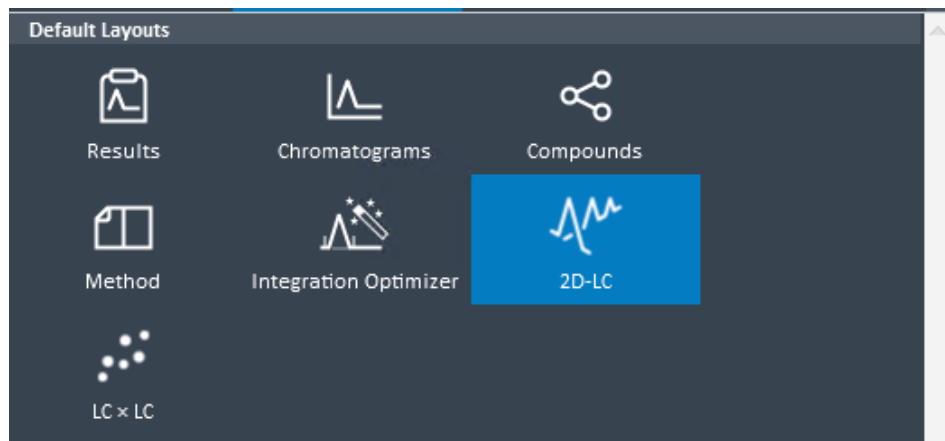 Default Layouts
Results
Chromatograms
Compounds
Method
Integration Optimizer
2D-LC
LC × LC